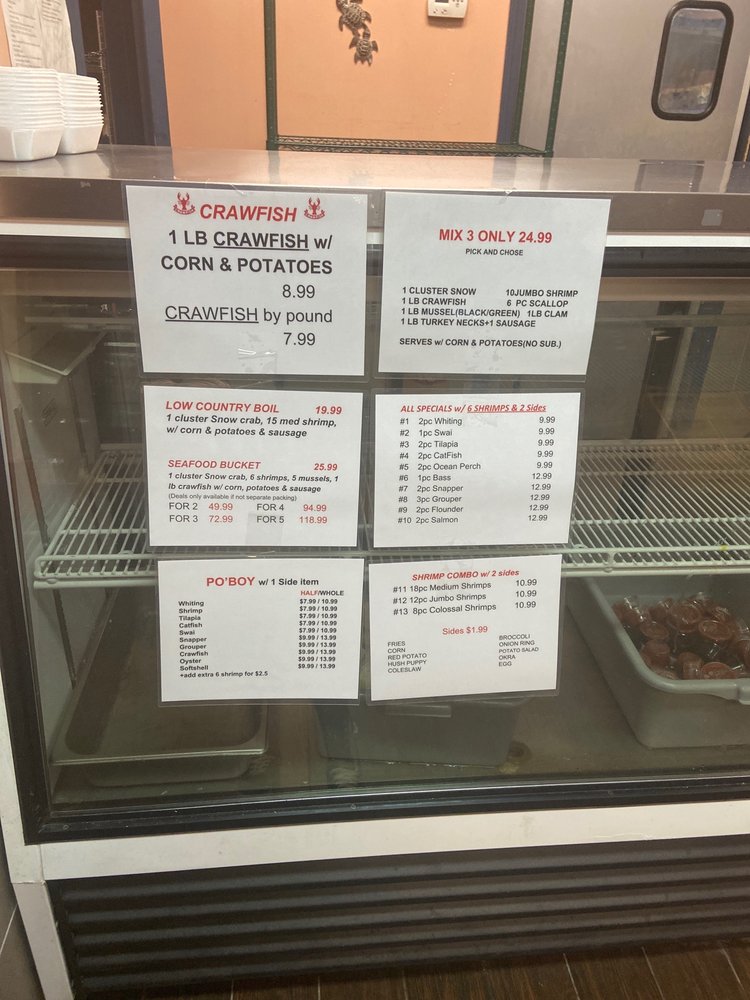 CRAWFISH
1 LB CRAWFISH w/
CORN & POTATOES
8.99
CRAWFISH by pound
7.99
MIX 3 ONLY 24.99
PICK AND CHOSE
1 CLUSTER SNOW 10JUMBO SHRIMP
1 LB CRAWFISH 6 PC SCALLOP
1 LB MUSSEL(BLACK/GREEN) 1LB CLAM
1 LB TURKEY NECKS+1 SAUSAGE
SERVES w/ CORN & POTATOES(NO SUB.)
LOW COUNTRY BOIL 19.99
1 cluster Snow crab, 15 med shrimp,
w/ corn & potatoes & sausage
SEAFOOD BUCKET 25.99
1 cluster Snow crab, 6 shrimps, 5 mussels, 1
lb crawfish w/ corn, potatoes & sausage
(Deals only available if not separate packing)
FOR 2 49.99 FOR 4 94.99
FOR 3 72.99 FOR 5 118.99
ALL SPECIALS w/ 6 SHRIMPS & 2 Sides
#1 2pc Whiting 9.99
#2 1pc Swai 9.99
#3 2pc Tilapia 9.99
#4 2pc CatFish 9.99
#5 2pc Ocean Perch 9.99
#6 1pc Bass 12.99
#7 2pc Snapper 12.99
#8 3pc Grouper 12.99
#9 2pc Flounder 12.99
#10 2pc Salmon 12.99
PO'BOY w/ 1 Side item
HALF/WHOLE
Whiting $7.99 / 10.99
Shrimp $7.99 / 10.99
Tilapia $7.99 / 10.99
Catfish $7.99 / 10.99
Swai $7.99 / 10.99
Snapper $9.99 / 13.99
Grouper $9.99 / 13.99
Crawfish $9.99 / 13.99
Oyster $9.99 / 13.99
Softshell $9.99 / 13.99
+add extra 6 shrimp for $2.5
SHRIMP COMBO w/ 2 sides
#11 18pc Medium Shrimps 10.99
#12 12pc Jumbo Shrimps 10.99
#13 8pc Colossal Shrimps 10.99
Sides $1.99
FRIES BROCCOLI
CORN ONION RING
RED POTATO POTATO SALAD
HUSH PUPPY OKRA
COLESLAW EGG